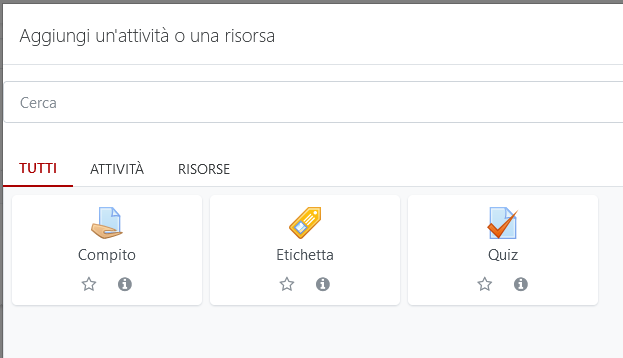 Aggiungi un'attività o una risorsa
Cerca
TUTTI ATTIVITÀ RISORSE
Compito Etichetta Quiz